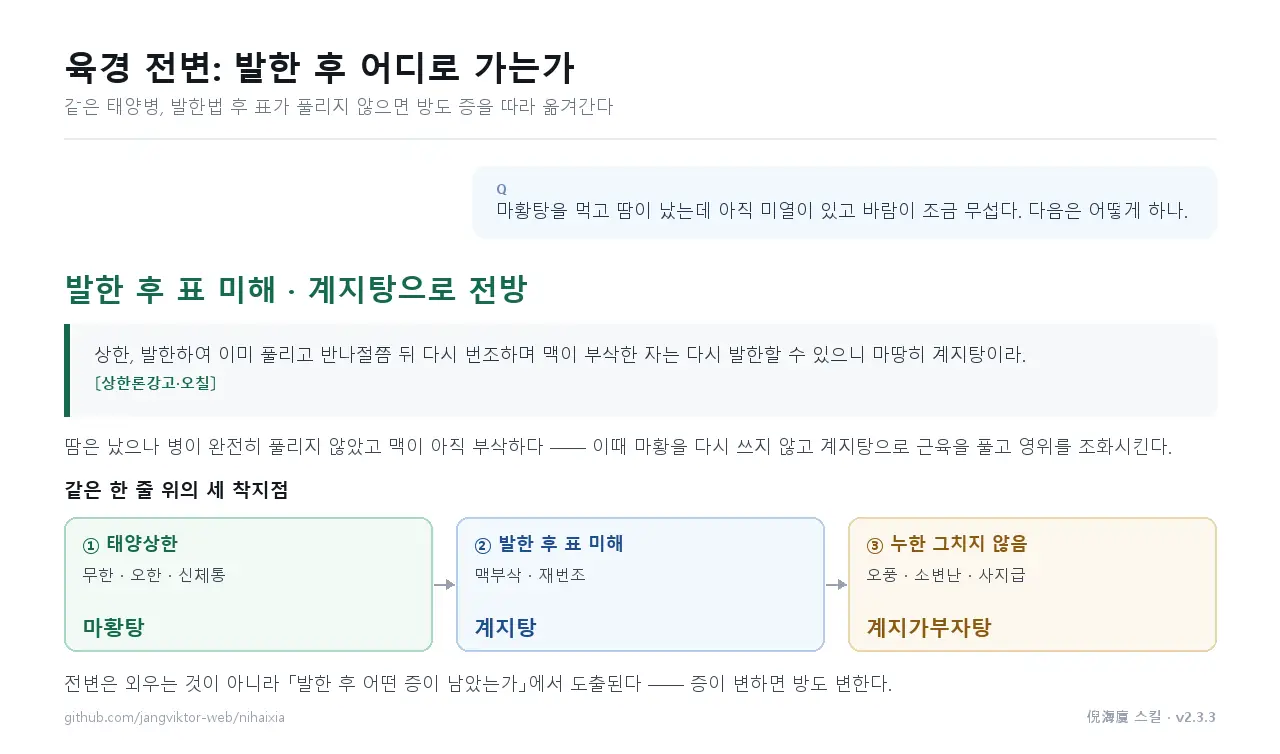 육경 전변: 발한 후 어디로 가는가
같은 태양병, 발한법 후 표가 풀리지 않으면 방도 증을 따라 옮겨간다
Q
마황탕을 먹고 땀이 났는데 아직 미열이 있고 바람이 조금 무섭다. 다음은 어떻게 하나.
발한 후 표 미해 · 계지탕으로 전방
상한, 발한하여 이미 풀리고 반나절쯤 뒤 다시 번조하며 맥이 부삭한 자는 다시 발한할 수 있으니 마땅히 계지탕이라.
〔상한론강고·오칠〕
땀은 났으나 병이 완전히 풀리지 않았고 맥이 아직 부삭하다 —— 이때 마황을 다시 쓰지 않고 계지탕으로 근육을 풀고 영위를 조화시킨다.
같은 한 줄 위의 세 착지점
① 태양상한
무한 · 오한 · 신체통
마황탕
② 발한 후 표 미해
맥부삭 · 재번조
계지탕
③ 누한 그치지 않음
오풍 · 소변난 · 사지급
계지가부자탕
전변은 외우는 것이 아니라 「발한 후 어떤 증이 남았는가」에서 도출된다 —— 증이 변하면 방도 변한다.
github.com/jangviktor-web/nihaixia
倪海廈 스킬 · v2.3.3